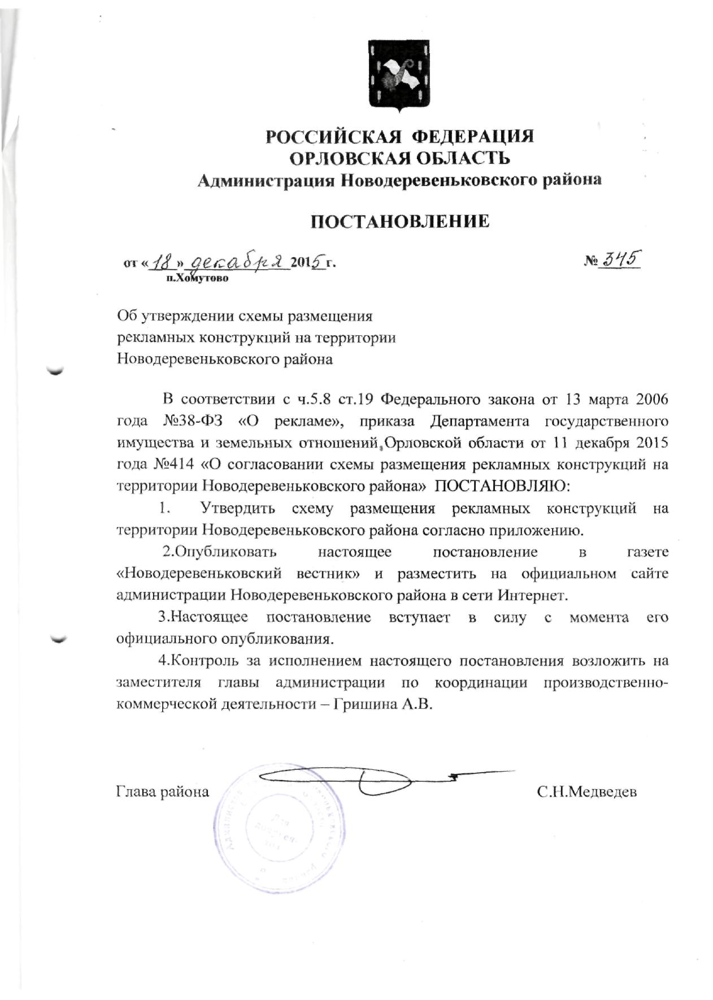 РОССИЙСКАЯ ФЕДЕРАЦИЯ
ОРЛОВСКАЯ ОБЛАСТЬ
Администрация Новодеревеньковского района
ПОСТАНОВЛЕНИЕ
от «18» декабря 2015 г. № 345
п.Хомутово
Об утверждении схемы размещения
рекламных конструкций на территории
Новодеревеньковского района
В соответствии с ч.5.8 ст.19 Федерального закона от 13 марта 2006
года №38-ФЗ «О рекламе», приказа Департамента государственного
имущества и земельных отношений Орловской области от 11 декабря 2015
года №414 «О согласовании схемы размещения рекламных конструкций на
территории Новодеревеньковского района» ПОСТАНОВЛЯЮ:
1. Утвердить схему размещения рекламных конструкций на
территории Новодеревеньковского района согласно приложению.
2.Опубликовать настоящее постановление в газете
«Новодеревеньковский вестник» и разместить на официальном сайте
администрации Новодеревеньковского района в сети Интернет.
3.Настоящее постановление вступает в силу с момента его
официального опубликования.
4.Контроль за исполнением настоящего постановления возложить на
заместителя главы администрации по координации производственно-
коммерческой деятельности – Гришина А.В.
Глава района С.Н.Медведев
Для